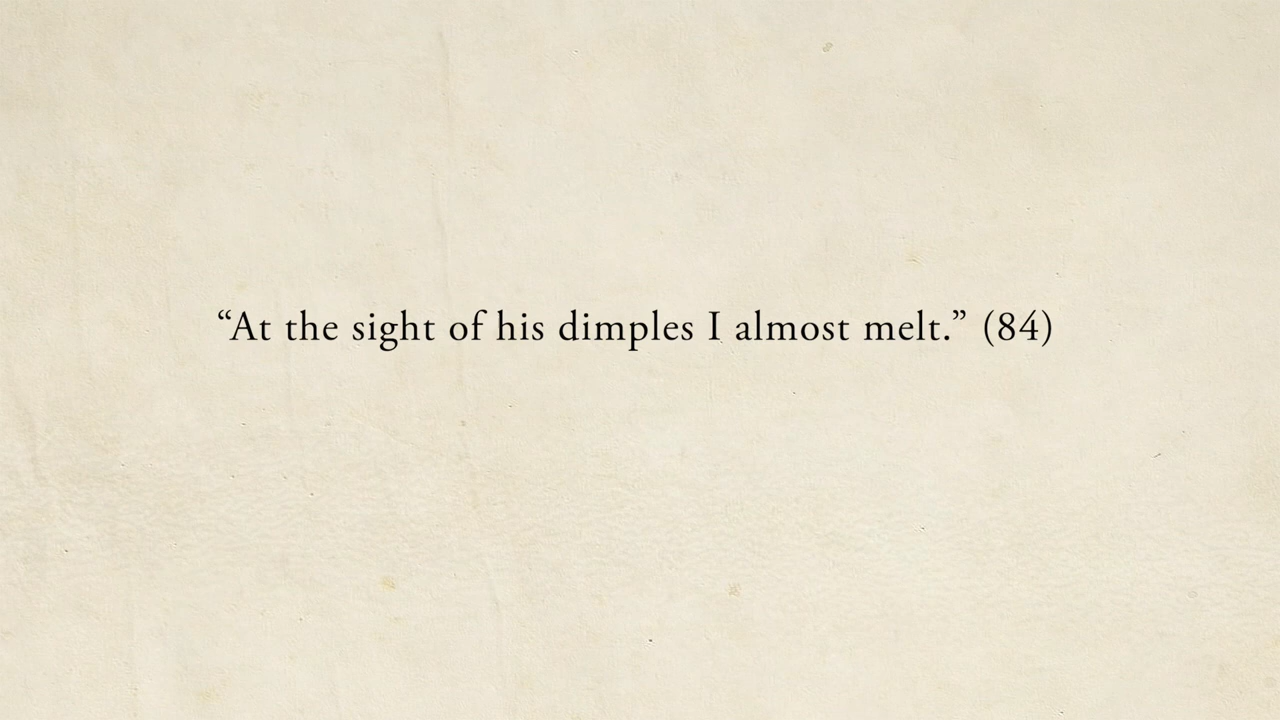 “At the sight of his dimples I almost melt.” (84)